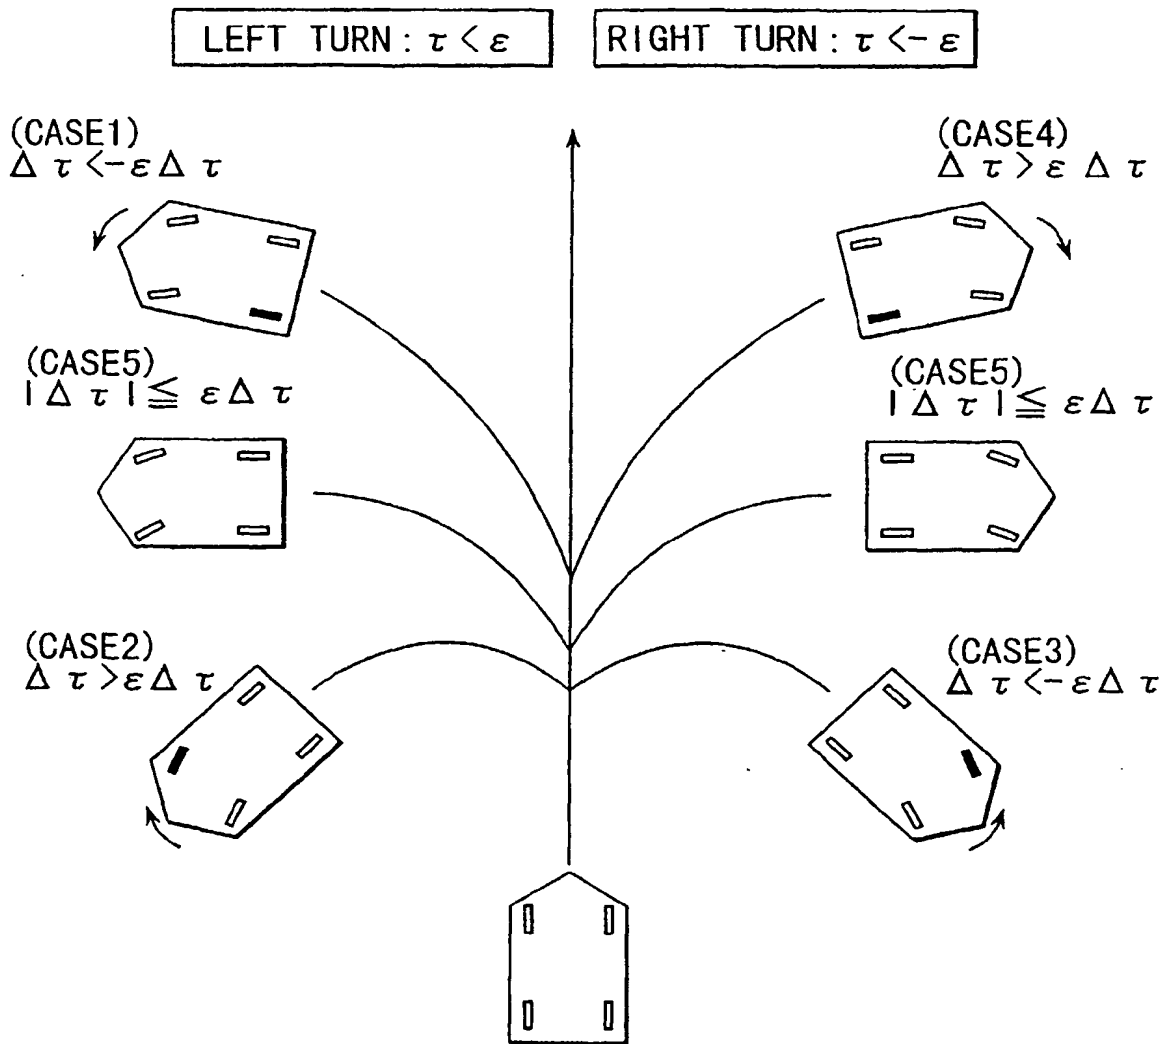 LEFT TURN: τ < ε
RIGHT TURN: τ <- ε
(CASE1)
Δ τ <- ε Δ τ
(CASE4)
Δ τ > ε Δ τ
(CASE5)
| Δ τ | ≦ ε Δ τ
(CASE5)
| Δ τ | ≦ ε Δ τ
(CASE2)
Δ τ > ε Δ τ
(CASE3)
Δ τ <- ε Δ τ